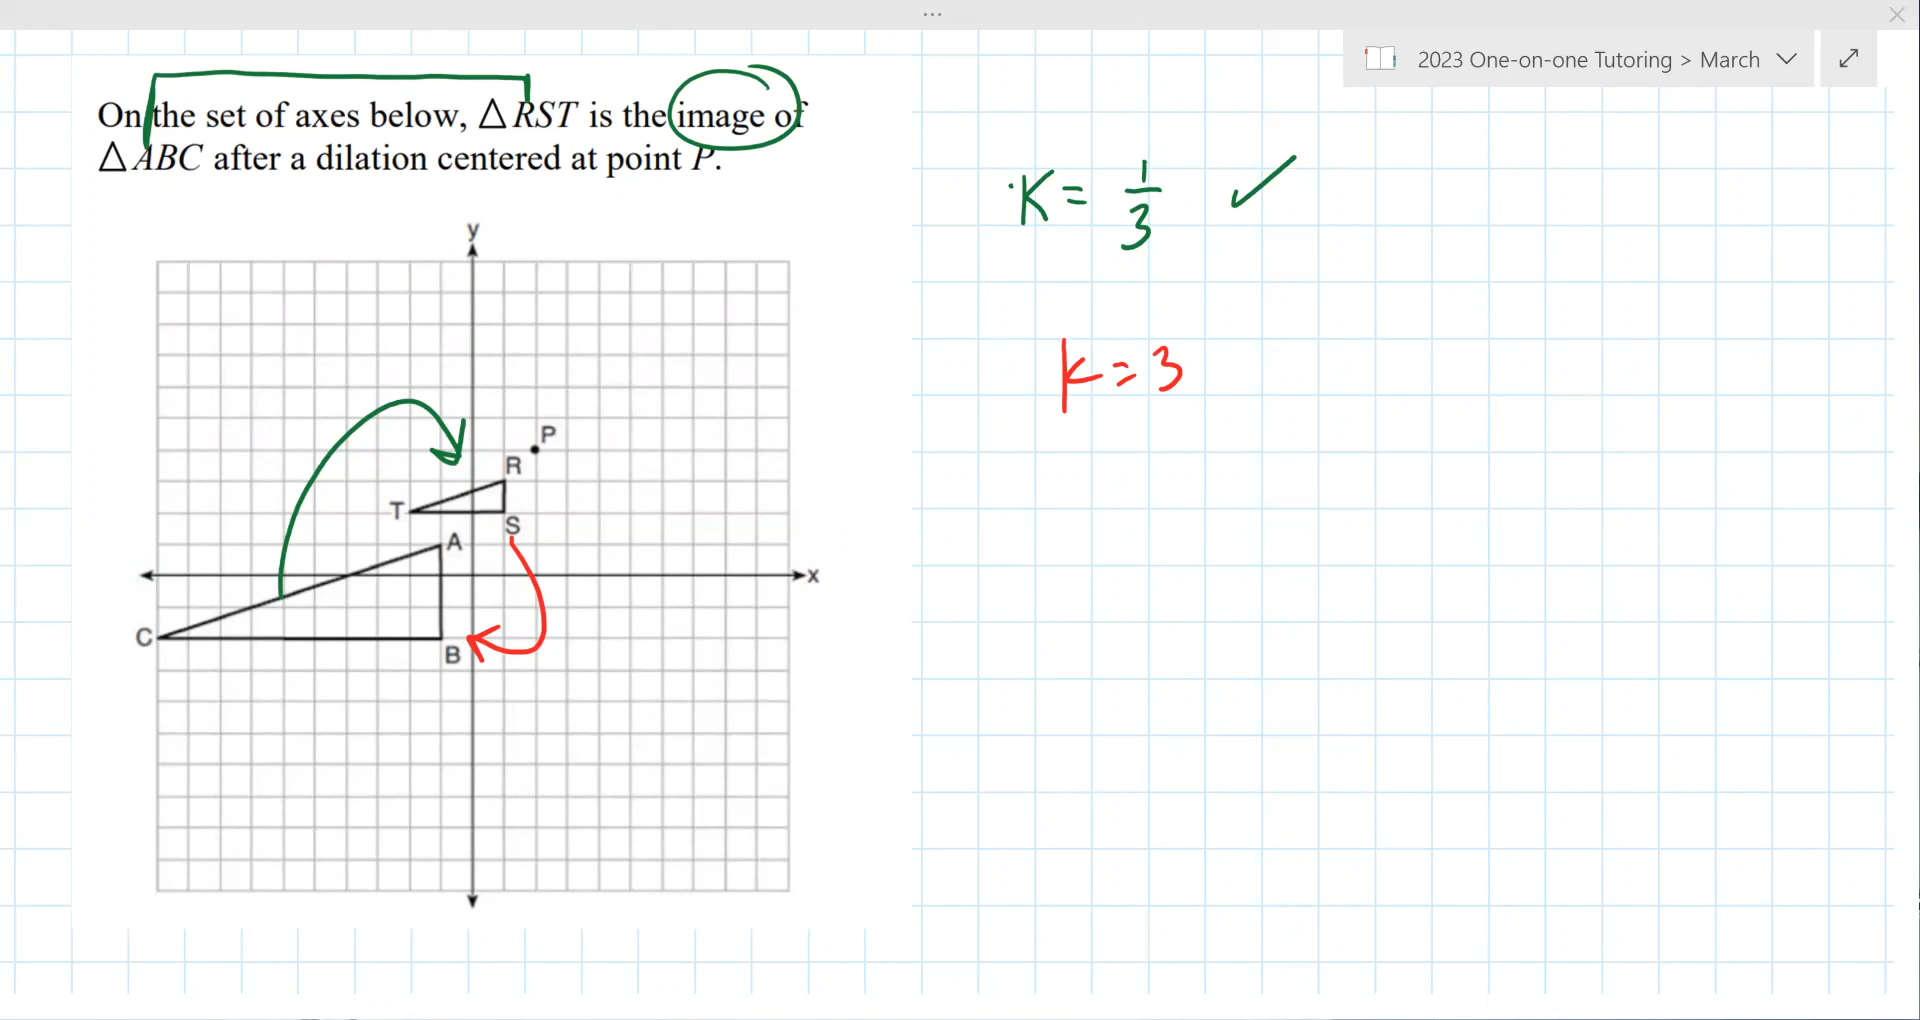 ...
2023 One-on-one Tutoring > March
On the set of axes below, △RST is the image of
△ABC after a dilation centered at point P.
K = 1/3 ✓
K = 3
y
P
R
T
S
A
x
C
B